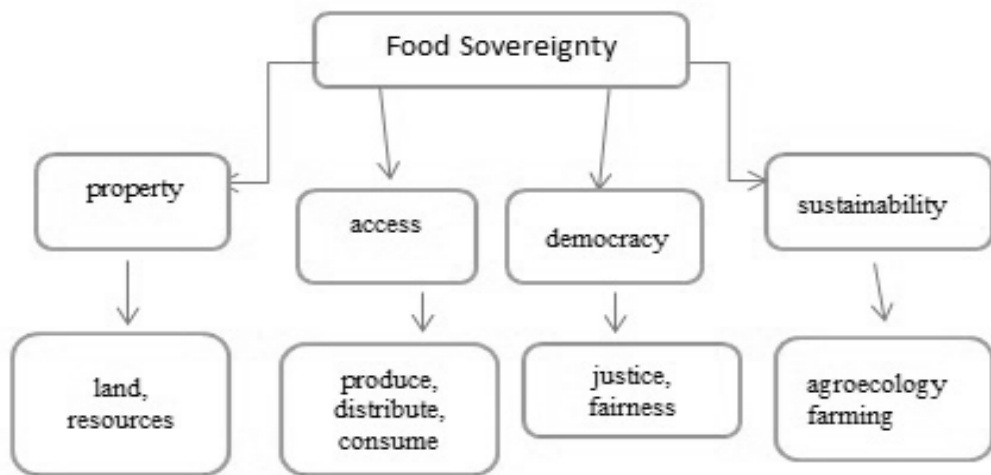 Food Sovereignty
property
access
democracy
sustainability
land,
resources
produce,
distribute,
consume
justice,
fairness
agroecology
farming